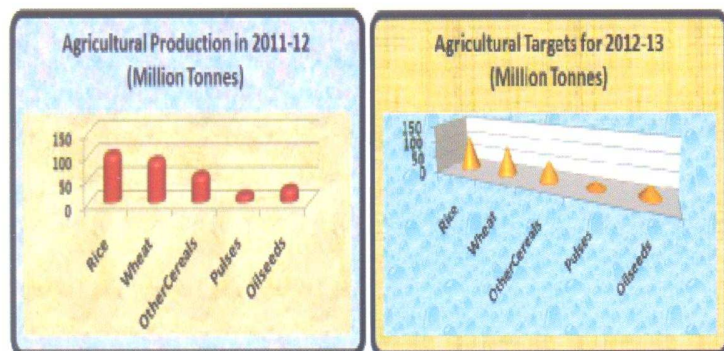 Agricultural Production in 2011-12
(Million Tonnes)
150
100
50
0
Rice
Wheat
OtherCereals
Pulses
Oilseeds
Agricultural Targets for 2012-13
(Million Tonnes)
150
100
50
0
Rice
Wheat
OtherCereals
Pulses
Oilseeds